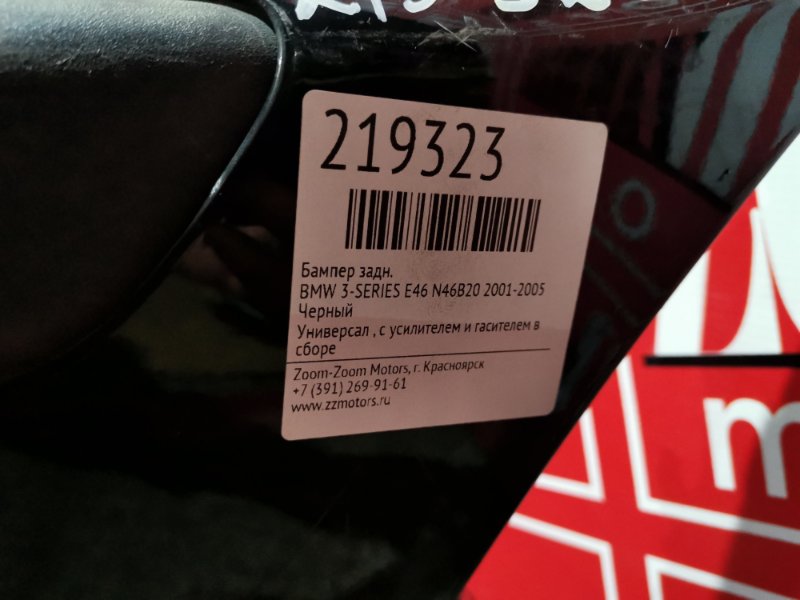 219323
Бампер задн.
BMW 3-SERIES E46 N46B20 2001-2005
Черный
Универсал , с усилителем и гасителем в
сборе
Zoom-Zoom Motors, г. Красноярск
+7 (391) 269-91-61
www.zzmotors.ru